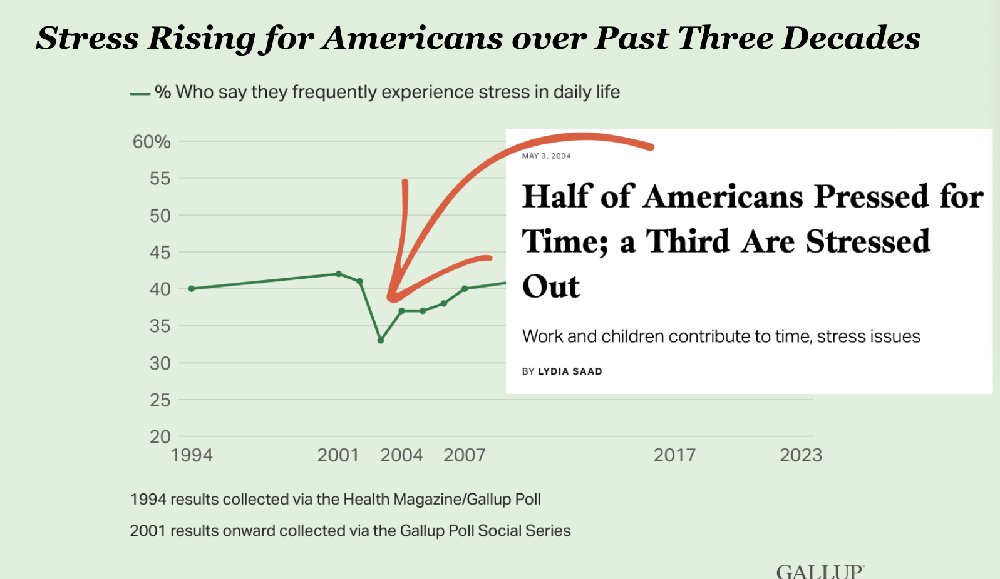 Stress Rising for Americans over Past Three Decades
% Who say they frequently experience stress in daily life
60%
55
50
45
40
35
30
25
20
1994 2001 2004 2007 2017 2023
MAY 3, 2004
Half of Americans Pressed for
Time; a Third Are Stressed
Out
Work and children contribute to time, stress issues
BY LYDIA SAAD
1994 results collected via the Health Magazine/Gallup Poll
2001 results onward collected via the Gallup Poll Social Series
GALLUP®